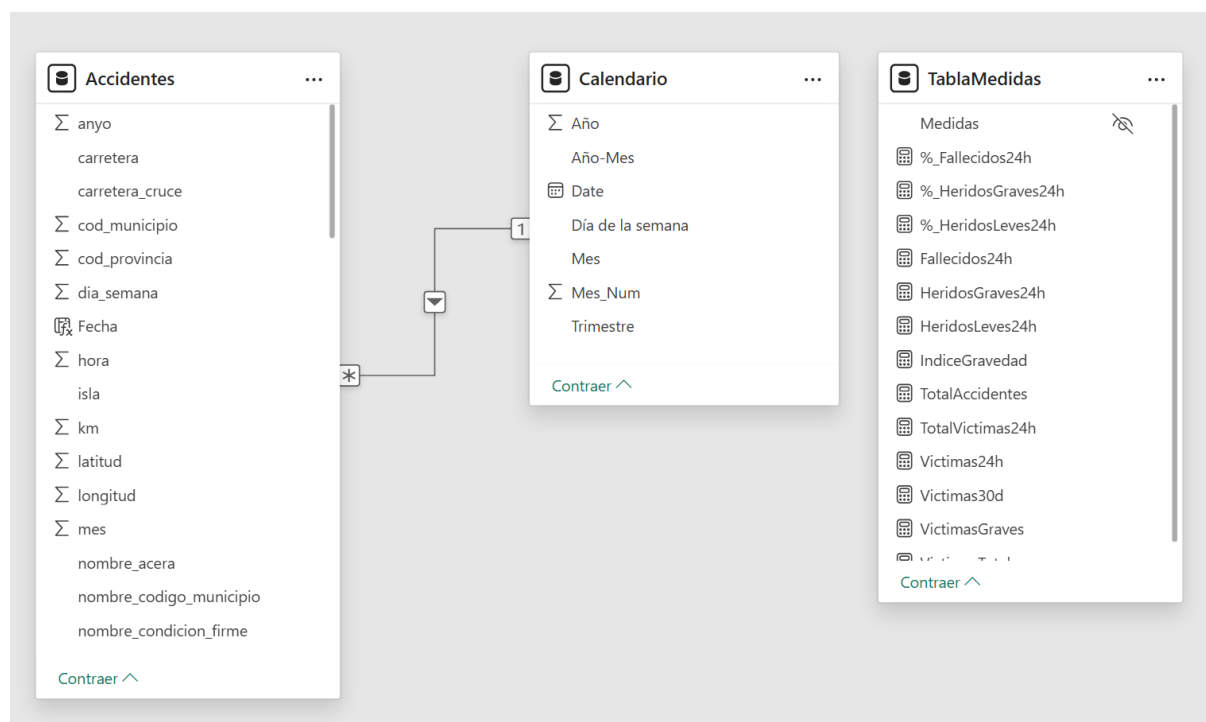 Accidentes
anyo
carretera
carretera_cruce
cod_municipio
cod_provincia
dia_semana
Fecha
hora
isla
km
latitud
longitud
mes
nombre_acera
nombre_codigo_municipio
nombre_condicion_firme
Contraer
*
1
Calendario
Año
Año-Mes
Date
Día de la semana
Mes
Mes_Num
Trimestre
Contraer
TablaMedidas
Medidas
%_Fallecidos24h
%_HeridosGraves24h
%_HeridosLeves24h
Fallecidos24h
HeridosGraves24h
HeridosLeves24h
IndiceGravedad
TotalAccidentes
TotalVictimas24h
Victimas24h
Victimas30d
VictimasGraves
Contraer